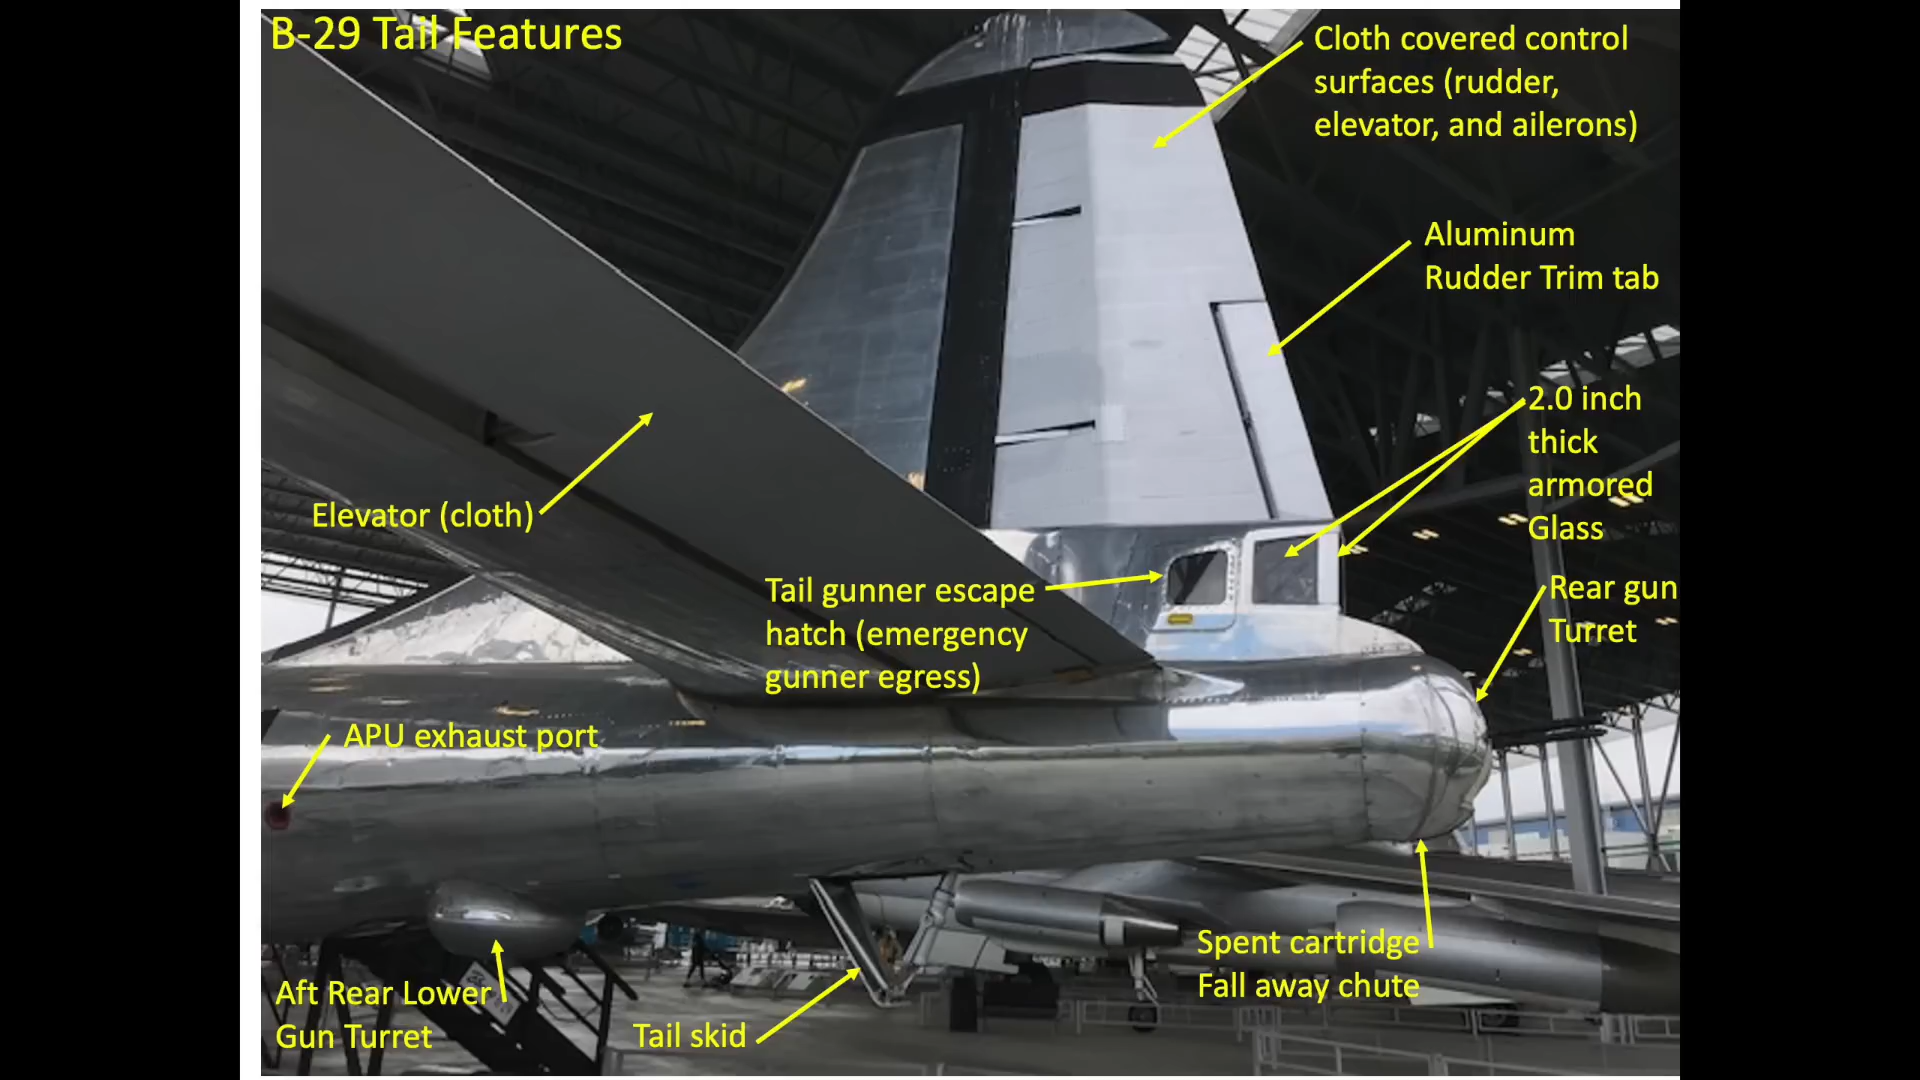 B-29 Tail Features
Cloth covered control
surfaces (rudder,
elevator, and ailerons)
Aluminum
Rudder Trim tab
2.0 inch
thick
armored
Glass
Elevator (cloth)
Tail gunner escape
hatch (emergency
gunner egress)
Rear gun
Turret
APU exhaust port
Spent cartridge
Fall away chute
Aft Rear Lower
Gun Turret
Tail skid